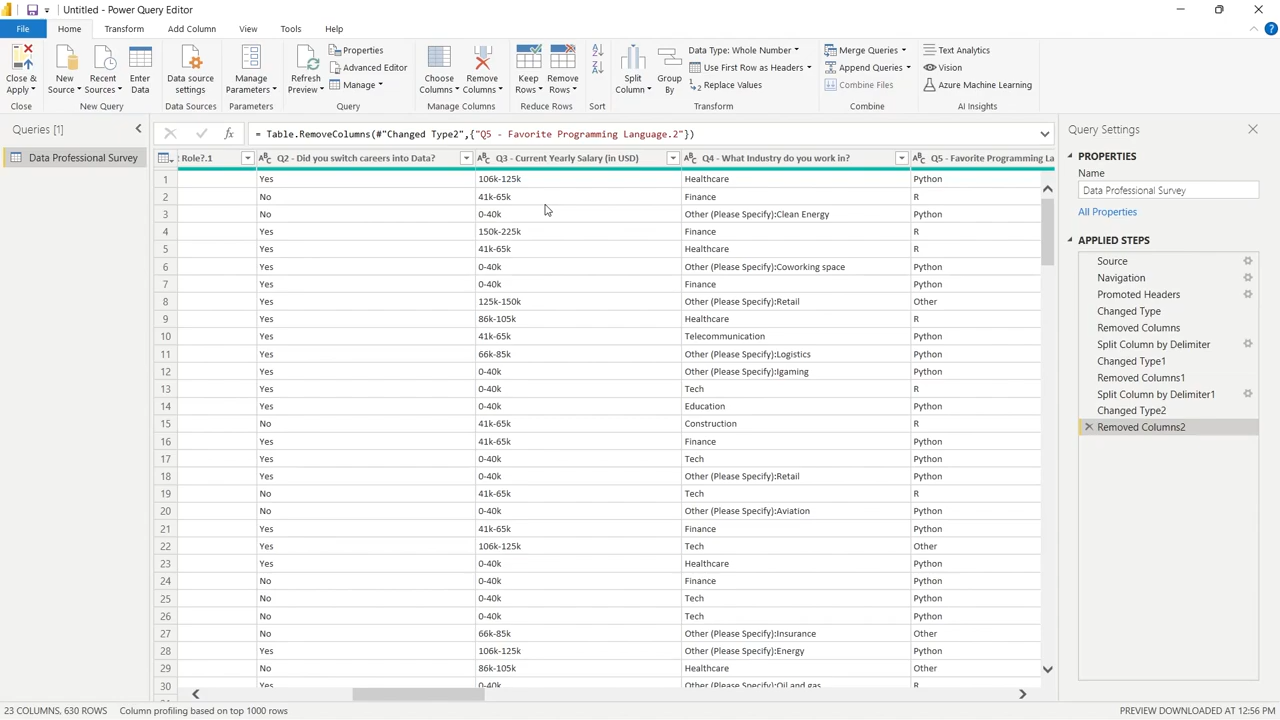 Untitled - Power Query Editor
File Home Transform Add Column View Tools Help
Close & Apply
New Source
Recent Sources
Enter Data
Data source settings
Manage Parameters
Refresh Preview
Properties
Advanced Editor
Manage
Choose Columns
Remove Columns
Keep Rows
Remove Rows
Split Column
Group By
Data Type: Whole Number
Use First Row as Headers
Replace Values
Merge Queries
Append Queries
Combine Files
Text Analytics
Vision
Azure Machine Learning
Close New Query Data Sources Parameters Query Manage Columns Reduce Rows Sort Transform Combine AI Insights
Queries [1]
Data Professional Survey
= Table.RemoveColumns(#"Changed Type2",{"Q5 - Favorite Programming Language.2"})
: Role?.1 Q2 - Did you switch careers into Data? Q3 - Current Yearly Salary (in USD) Q4 - What Industry do you work in? Q5 - Favorite Programming La
1 Yes 106k-125k Healthcare Python
2 No 41k-65k Finance R
3 No 0-40k Other (Please Specify):Clean Energy Python
4 Yes 150k-225k Finance R
5 Yes 41k-65k Healthcare R
6 Yes 0-40k Other (Please Specify):Coworking space Python
7 Yes 0-40k Finance Python
8 Yes 125k-150k Other (Please Specify):Retail Other
9 Yes 86k-105k Healthcare R
10 Yes 41k-65k Telecommunication Python
11 Yes 66k-85k Other (Please Specify):Logistics Python
12 Yes 0-40k Other (Please Specify):Igaming Python
13 Yes 0-40k Tech R
14 Yes 0-40k Education Python
15 No 41k-65k Construction R
16 Yes 41k-65k Finance Python
17 Yes 0-40k Tech Python
18 Yes 0-40k Other (Please Specify):Retail Python
19 No 41k-65k Tech R
20 No 0-40k Other (Please Specify):Aviation Python
21 Yes 41k-65k Finance Python
22 Yes 106k-125k Tech Other
23 Yes 0-40k Healthcare Python
24 No 0-40k Finance Python
25 No 0-40k Tech Python
26 No 0-40k Tech Python
27 No 66k-85k Other (Please Specify):Insurance Other
28 Yes 106k-125k Other (Please Specify):Energy Python
29 No 86k-105k Healthcare Other
30 Yes 0-40k Other (Please Specify):Oil and gas R
Query Settings
PROPERTIES
Name
Data Professional Survey
All Properties
APPLIED STEPS
Source
Navigation
Promoted Headers
Changed Type
Removed Columns
Split Column by Delimiter
Changed Type1
Removed Columns1
Split Column by Delimiter1
Changed Type2
Removed Columns2
23 COLUMNS, 630 ROWS Column profiling based on top 1000 rows PREVIEW DOWNLOADED AT 12:56 PM